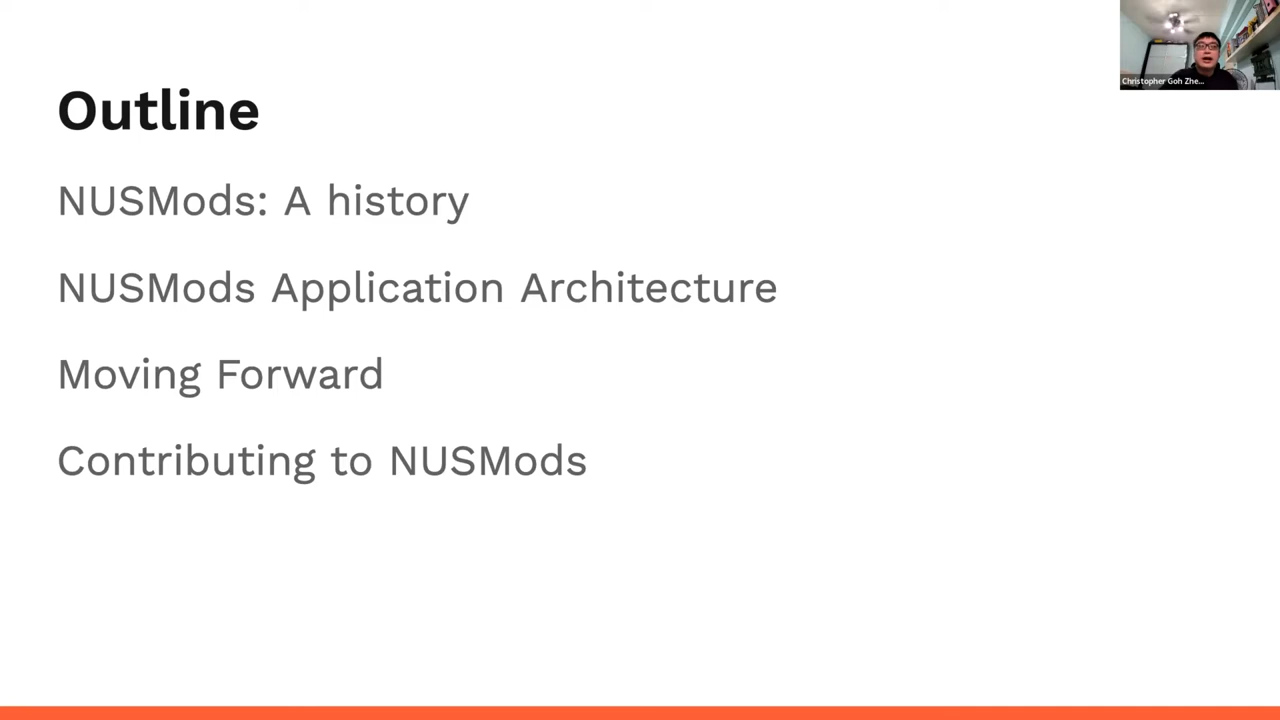 Christopher Goh Zhe...
Outline
NUSMods: A history
NUSMods Application Architecture
Moving Forward
Contributing to NUSMods